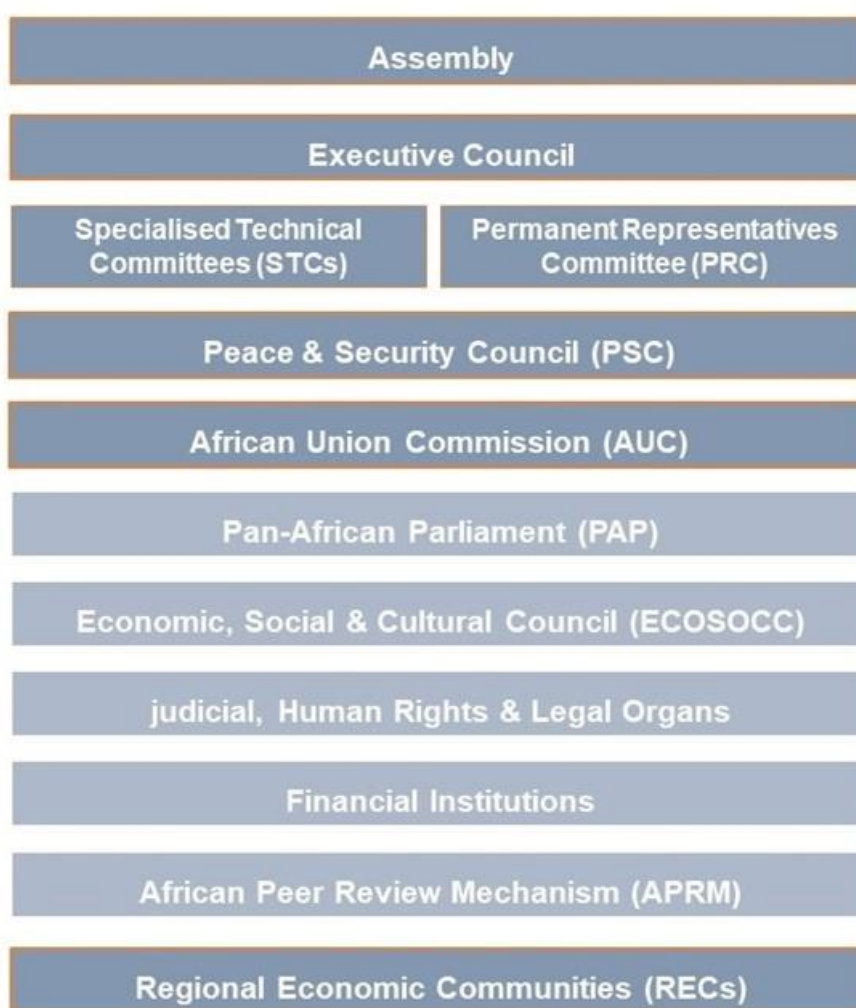 Assembly
Executive Council
Specialised Technical
Committees (STCs)
Permanent Representatives
Committee (PRC)
Peace & Security Council (PSC)
African Union Commission (AUC)
Pan-African Parliament (PAP)
Economic, Social & Cultural Council (ECOSOCC)
judicial, Human Rights & Legal Organs
Financial Institutions
African Peer Review Mechanism (APRM)
Regional Economic Communities (RECs)